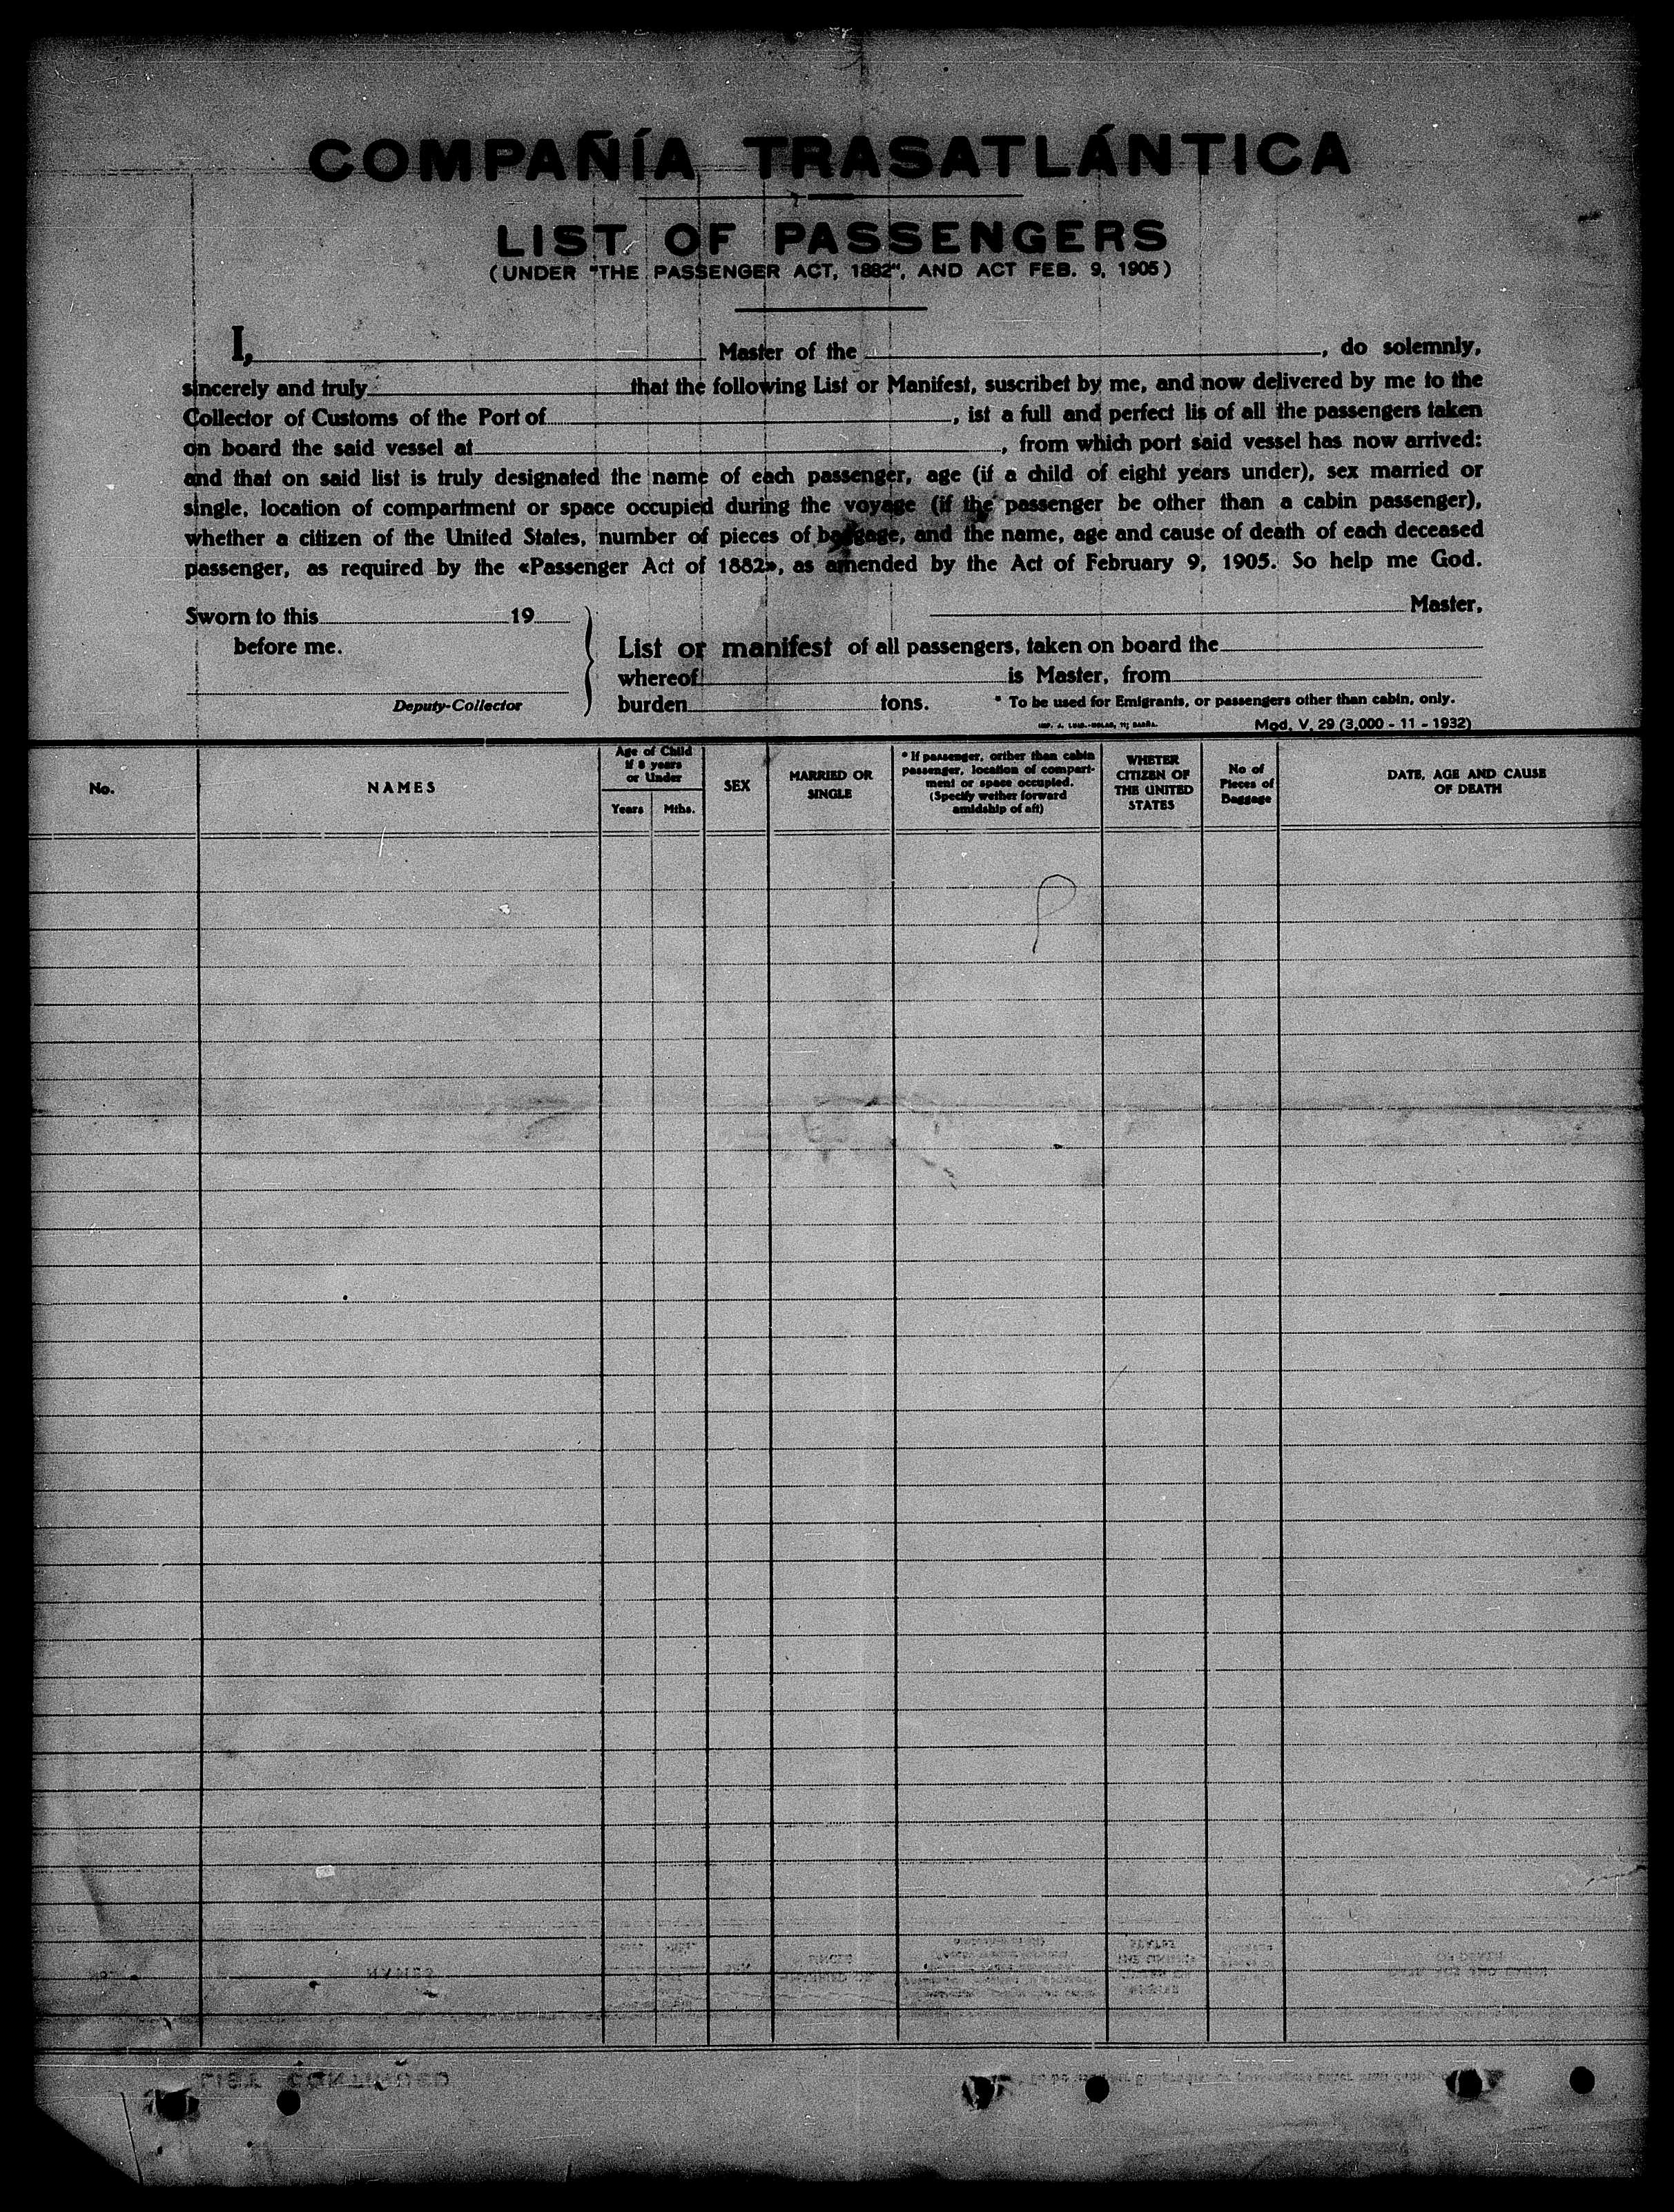 COMPAÑÍA TRASATLÁNTICA
LIST OF PASSENGERS
(UNDER "THE PASSENGER ACT, 1882", AND ACT FEB. 9, 1905)
I, Master of the , do solemnly,
sincerely and truly that the following List or Manifest, suscribet by me, and now delivered by me to the
Collector of Customs of the Port of , ist a full and perfect lis of all the passengers taken
on board the said vessel at , from which port said vessel has now arrived:
and that on said list is truly designated the name of each passenger, age (if a child of eight years under), sex married or
single, location of compartment or space occupied during the voyage (if the passenger be other than a cabin passenger),
whether a citizen of the United States, number of pieces of baggage, and the name, age and cause of death of each deceased
passenger, as required by the «Passenger Act of 1882», as amended by the Act of February 9, 1905. So help me God.
Sworn to this 19
before me.
Deputy-Collector
Master,
List or manifest of all passengers, taken on board the
whereof is Master, from
burden tons. * To be used for Emigrants, or passengers other than cabin, only.
Mod. V. 29 (3,000 - 11 - 1932)
No.
NAMES
Age of Child
if 8 years
or Under
Years Mths.
SEX
MARRIED OR
SINGLE
* If passenger, orther than cabin
passenger, location of compart-
ment or space occupied.
(Specify wether forward
amidship of aft)
WHETER
CITIZEN OF
THE UNITED
STATES
No of
Pieces of
Baggage
DATE, AGE AND CAUSE
OF DEATH